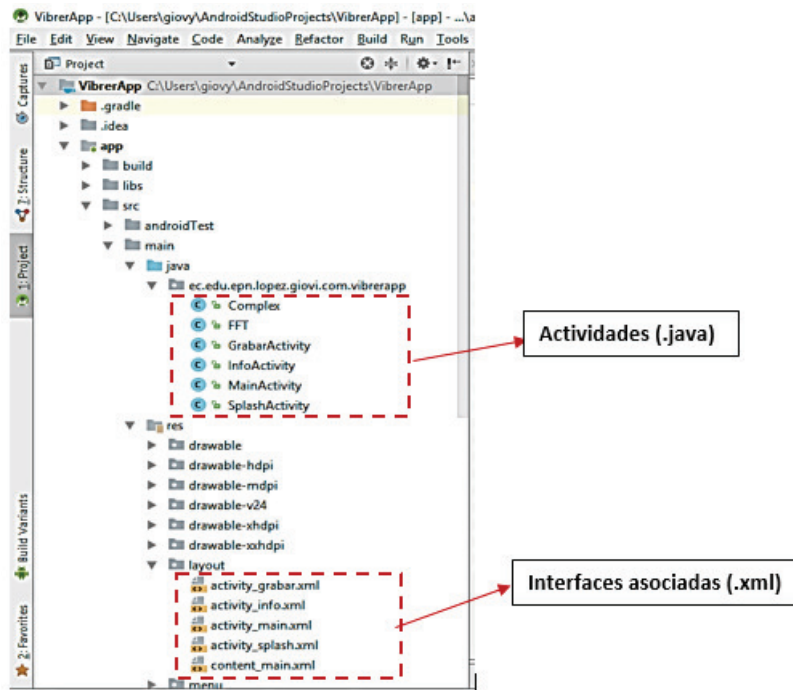 VibrerApp - [C:\Users\giovy\AndroidStudioProjects\VibrerApp] - [app] - ...\a
File Edit View Navigate Code Analyze Refactor Build Run Tools
Project
VibrerApp C:\Users\giovy\AndroidStudioProjects\VibrerApp
.gradle
.idea
app
build
libs
src
androidTest
main
java
ec.edu.epn.lopez.giovi.com.vibrerapp
Complex
FFT
GrabarActivity
InfoActivity
MainActivity
SplashActivity
res
drawable
drawable-hdpi
drawable-mdpi
drawable-v24
drawable-xhdpi
drawable-xxhdpi
layout
activity_grabar.xml
activity_info.xml
activity_main.xml
activity_splash.xml
content_main.xml
menu
Captures
7: Structure
1: Project
Build Variants
2: Favorites
Actividades (.java)
Interfaces asociadas (.xml)